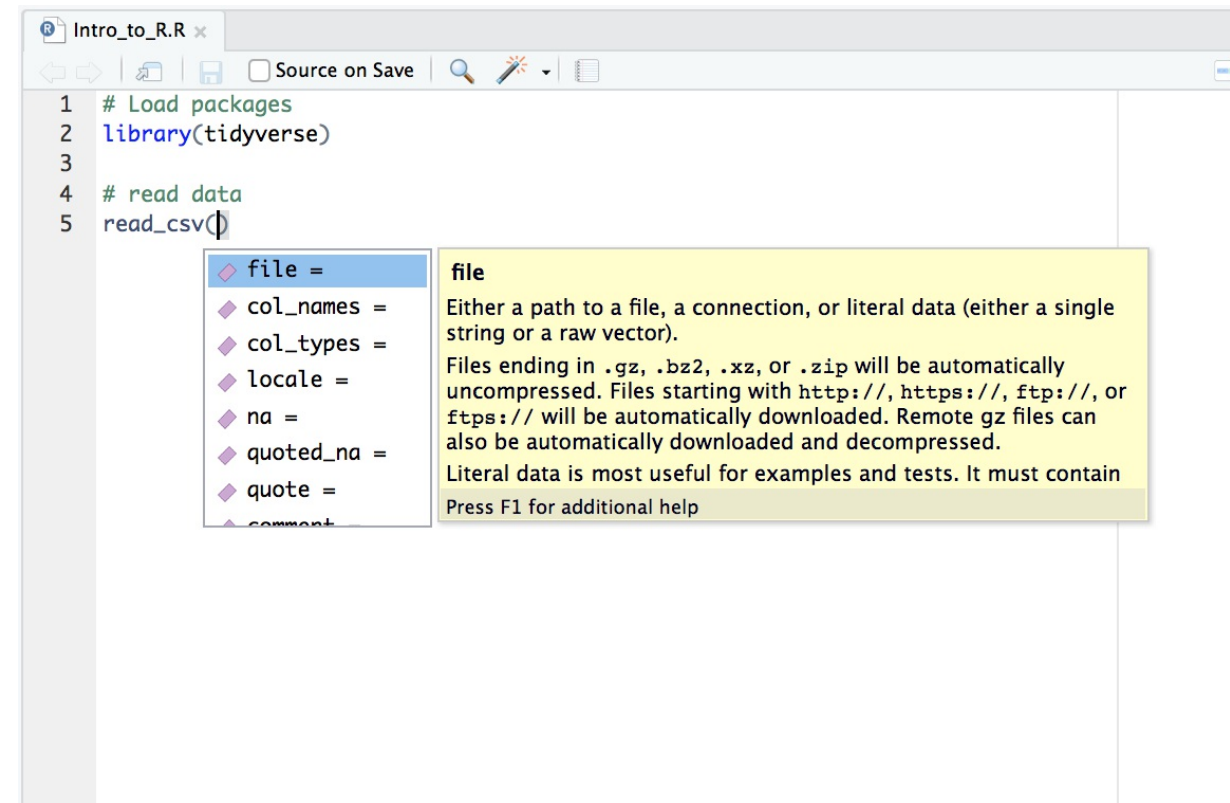 Intro_to_R.R
Source on Save
1 # Load packages
2 library(tidyverse)
3
4 # read data
5 read_csv()
file =
col_names =
col_types =
locale =
na =
quoted_na =
quote =
comment =
file
Either a path to a file, a connection, or literal data (either a single
string or a raw vector).
Files ending in .gz, .bz2, .xz, or .zip will be automatically
uncompressed. Files starting with http://, https://, ftp://, or
ftps:// will be automatically downloaded. Remote gz files can
also be automatically downloaded and decompressed.
Literal data is most useful for examples and tests. It must contain
Press F1 for additional help